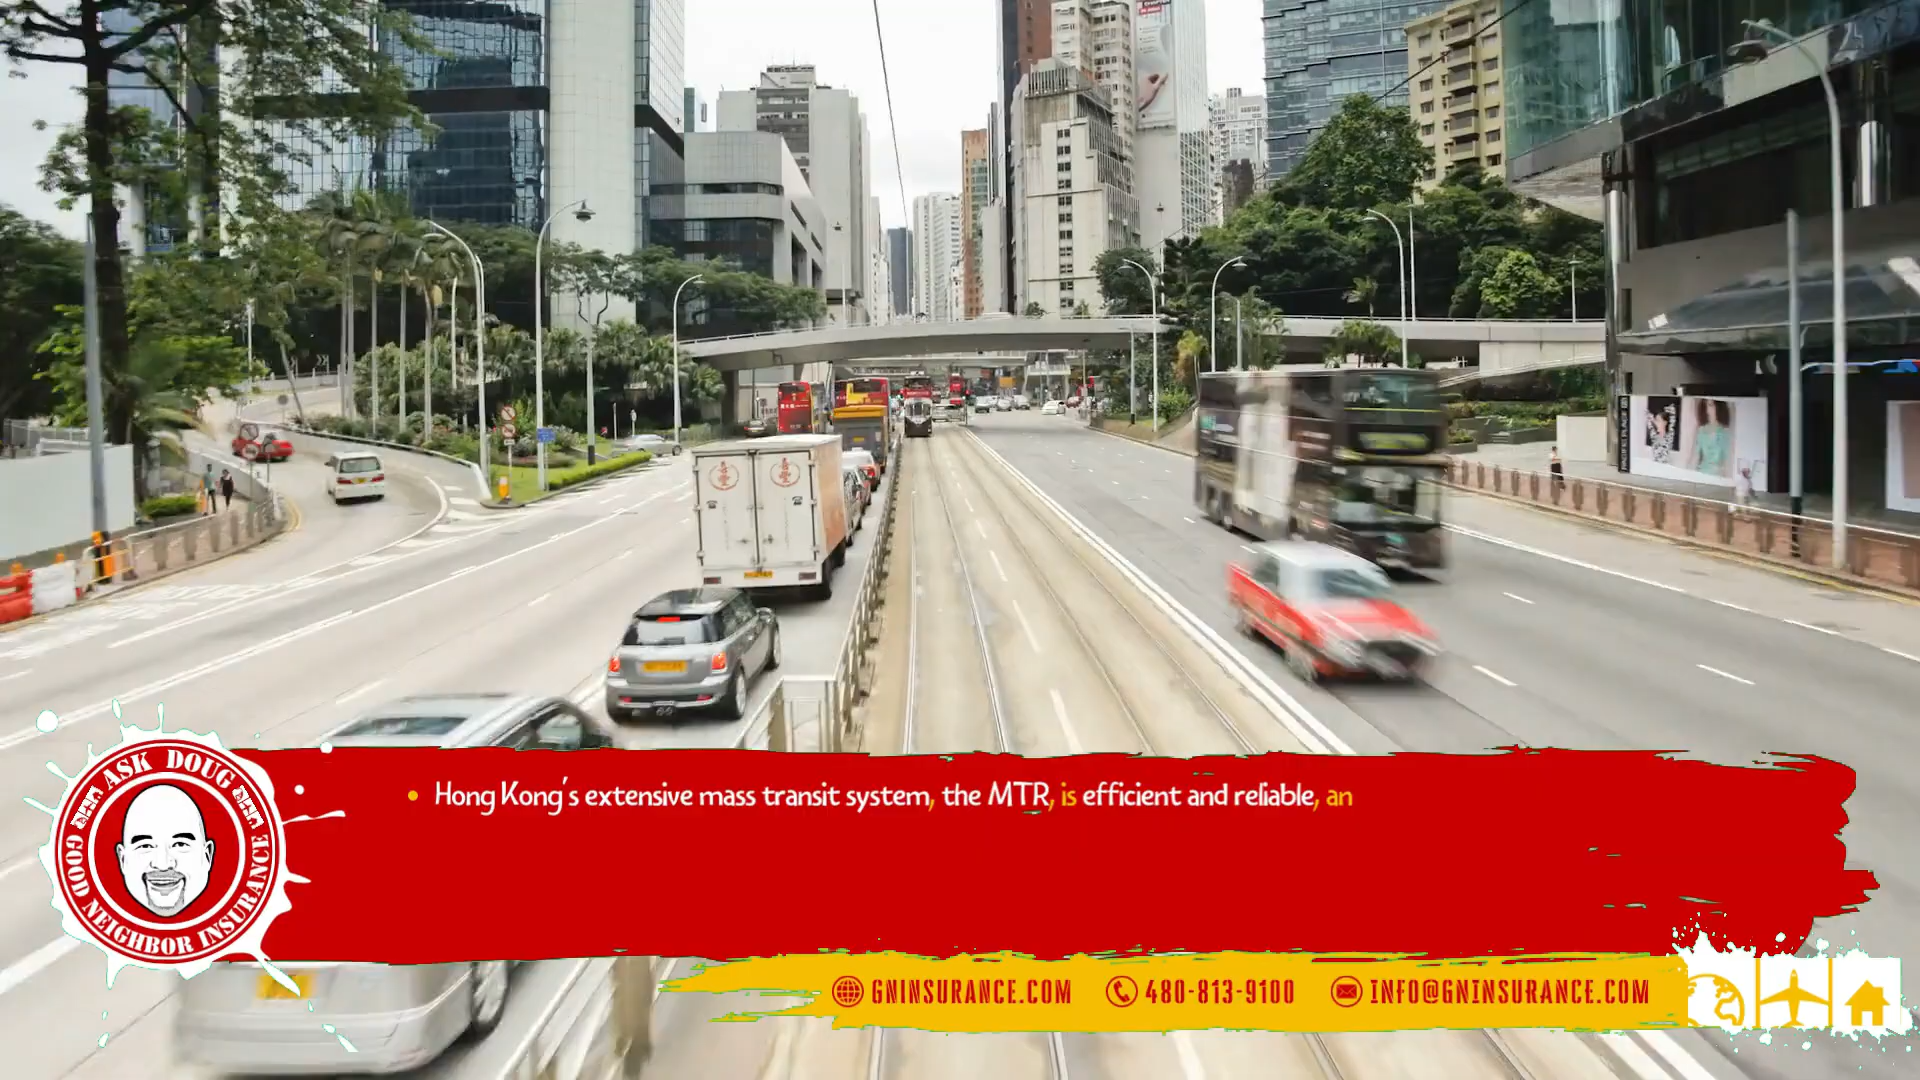 Hong Kong's extensive mass transit system, the MTR, is efficient and reliable, an
ASK DOUG
GOOD NEIGHBOR INSURANCE
GNINSURANCE.COM
480-813-9100
INFO@GNINSURANCE.COM